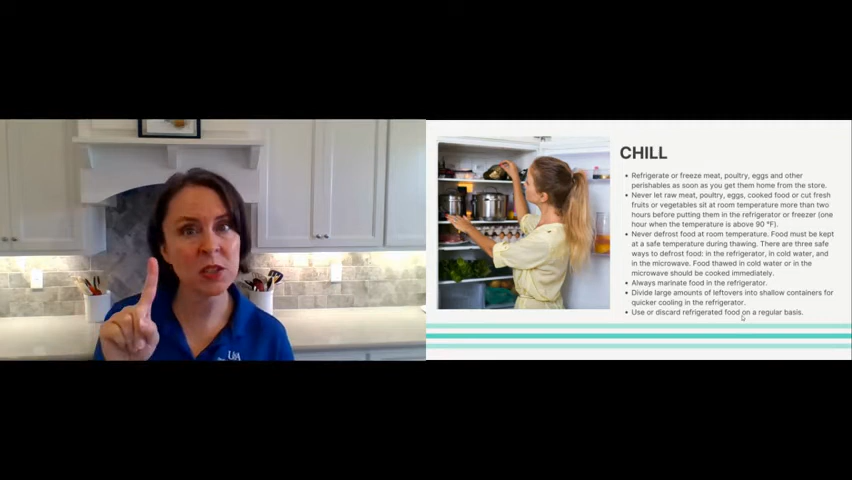 CHILL
• Refrigerate or freeze meat, poultry, eggs and other
perishables as soon as you get them home from the store.
• Never let raw meat, poultry, eggs, cooked food or cut fresh
fruits or vegetables sit at room temperature more than two
hours before putting them in the refrigerator or freezer (one
hour when the temperature is above 90 °F).
• Never defrost food at room temperature. Food must be kept
at a safe temperature during thawing. There are three safe
ways to defrost food: in the refrigerator, in cold water, and
in the microwave. Food thawed in cold water or in the
microwave should be cooked immediately.
• Always marinate food in the refrigerator.
• Divide large amounts of leftovers into shallow containers for
quicker cooling in the refrigerator.
• Use or discard refrigerated food on a regular basis.